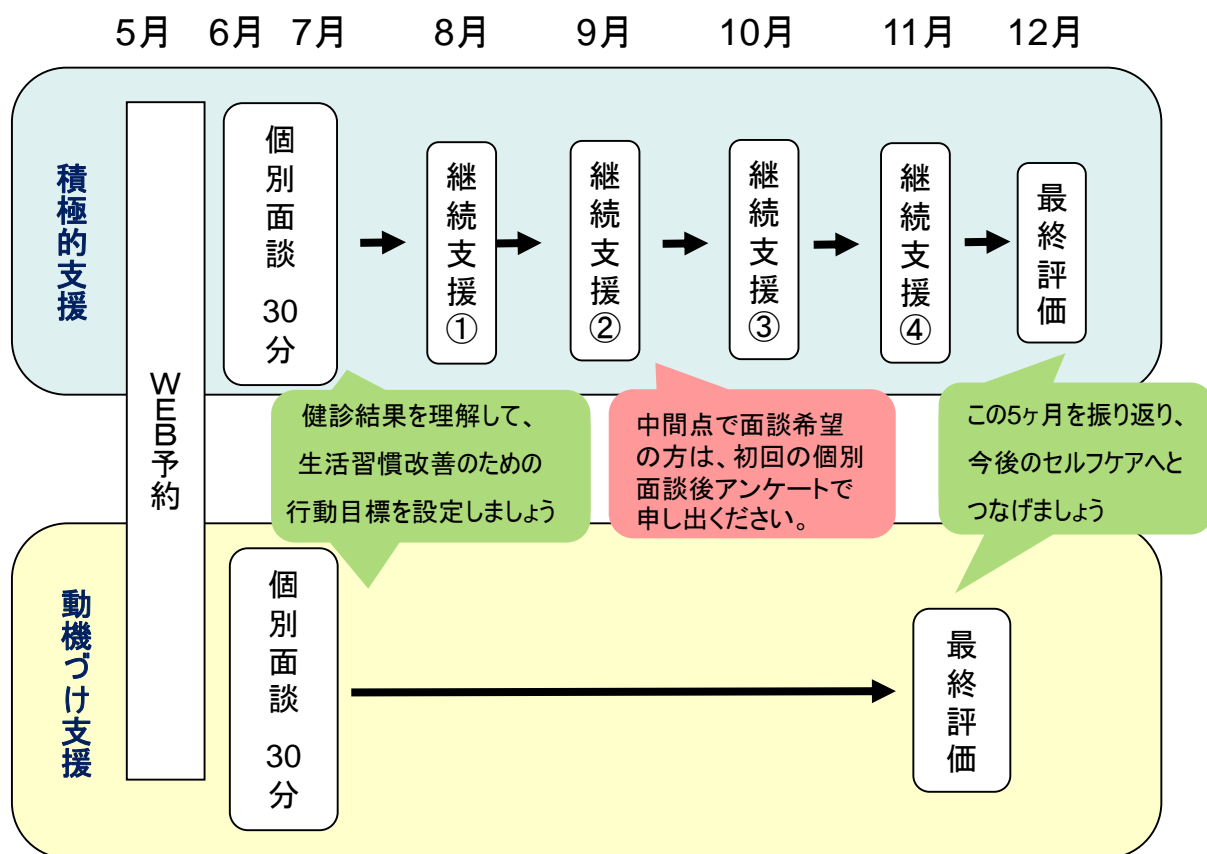 5月 6月 7月 8月 9月 10月 11月 12月
積極的支援
WEB予約
個別面談 30分
継続支援①
継続支援②
継続支援③
継続支援④
最終評価
健診結果を理解して、
生活習慣改善のための
行動目標を設定しましょう
中間点で面談希望
の方は、初回の個別
面談後アンケートで
申し出ください。
この5ヶ月を振り返り、
今後のセルフケアへと
つなげましょう
動機づけ支援
個別面談 30分
最終評価